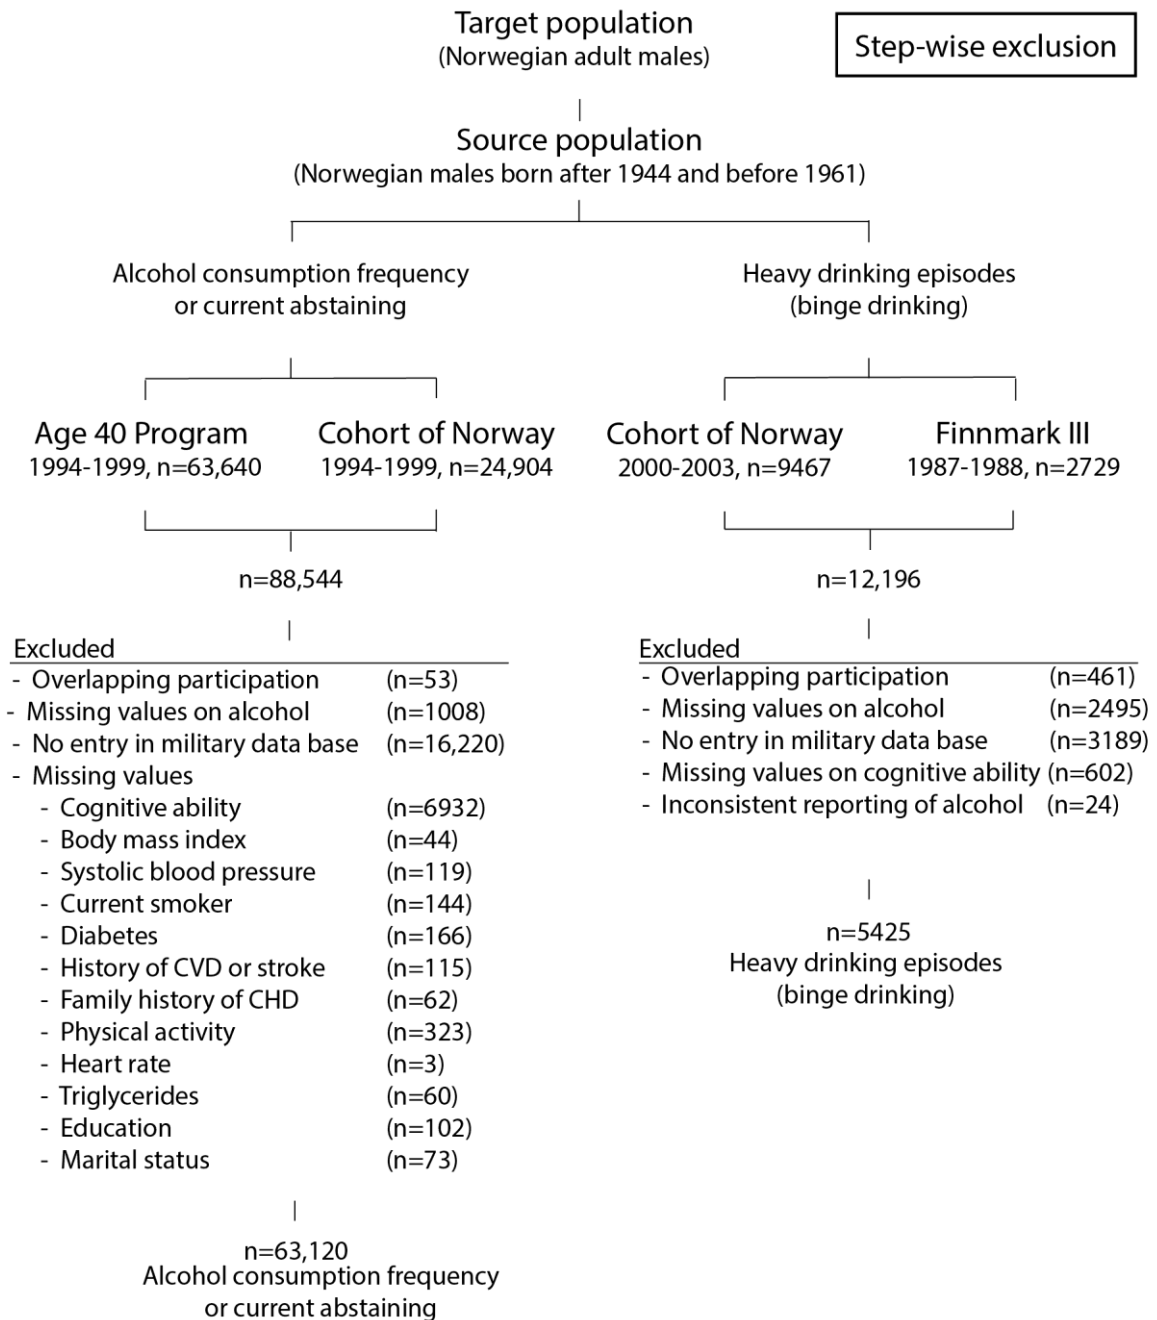 Target population
(Norwegian adult males)
Step-wise exclusion
Source population
(Norwegian males born after 1944 and before 1961)
Alcohol consumption frequency
or current abstaining
Heavy drinking episodes
(binge drinking)
Age 40 Program
1994-1999, n=63,640
Cohort of Norway
1994-1999, n=24,904
Cohort of Norway
2000-2003, n=9467
Finnmark III
1987-1988, n=2729
n=88,544
n=12,196
Excluded
- Overlapping participation (n=53)
- Missing values on alcohol (n=1008)
- No entry in military data base (n=16,220)
- Missing values
- Cognitive ability (n=6932)
- Body mass index (n=44)
- Systolic blood pressure (n=119)
- Current smoker (n=144)
- Diabetes (n=166)
- History of CVD or stroke (n=115)
- Family history of CHD (n=62)
- Physical activity (n=323)
- Heart rate (n=3)
- Triglycerides (n=60)
- Education (n=102)
- Marital status (n=73)
n=63,120
Alcohol consumption frequency
or current abstaining
Excluded
- Overlapping participation (n=461)
- Missing values on alcohol (n=2495)
- No entry in military data base (n=3189)
- Missing values on cognitive ability (n=602)
- Inconsistent reporting of alcohol (n=24)
n=5425
Heavy drinking episodes
(binge drinking)